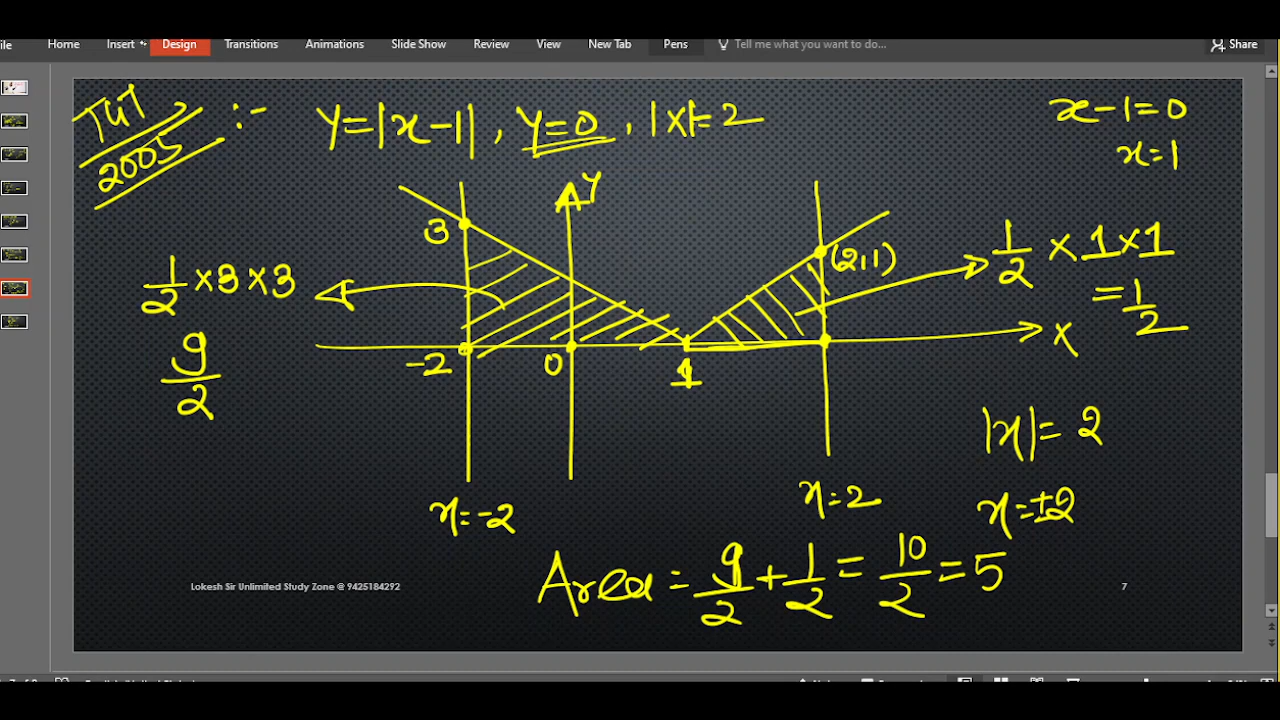 File Home Insert Design Transitions Animations Slide Show Review View New Tab Pens Tell me what you want to do... Share
TGT
2005 :- Y=|x-1|, Y=0, |x|=2
x-1=0
x=1
Y
3
(2,1)
1/2 × 3 × 3
9/2
1/2 × 1 × 1
= 1/2
-2 0 1 X
|x|= 2
x=-2
x=2
x=±2
Area = 9/2 + 1/2 = 10/2 = 5
Lokesh Sir Unlimited Study Zone @ 9425184292
7